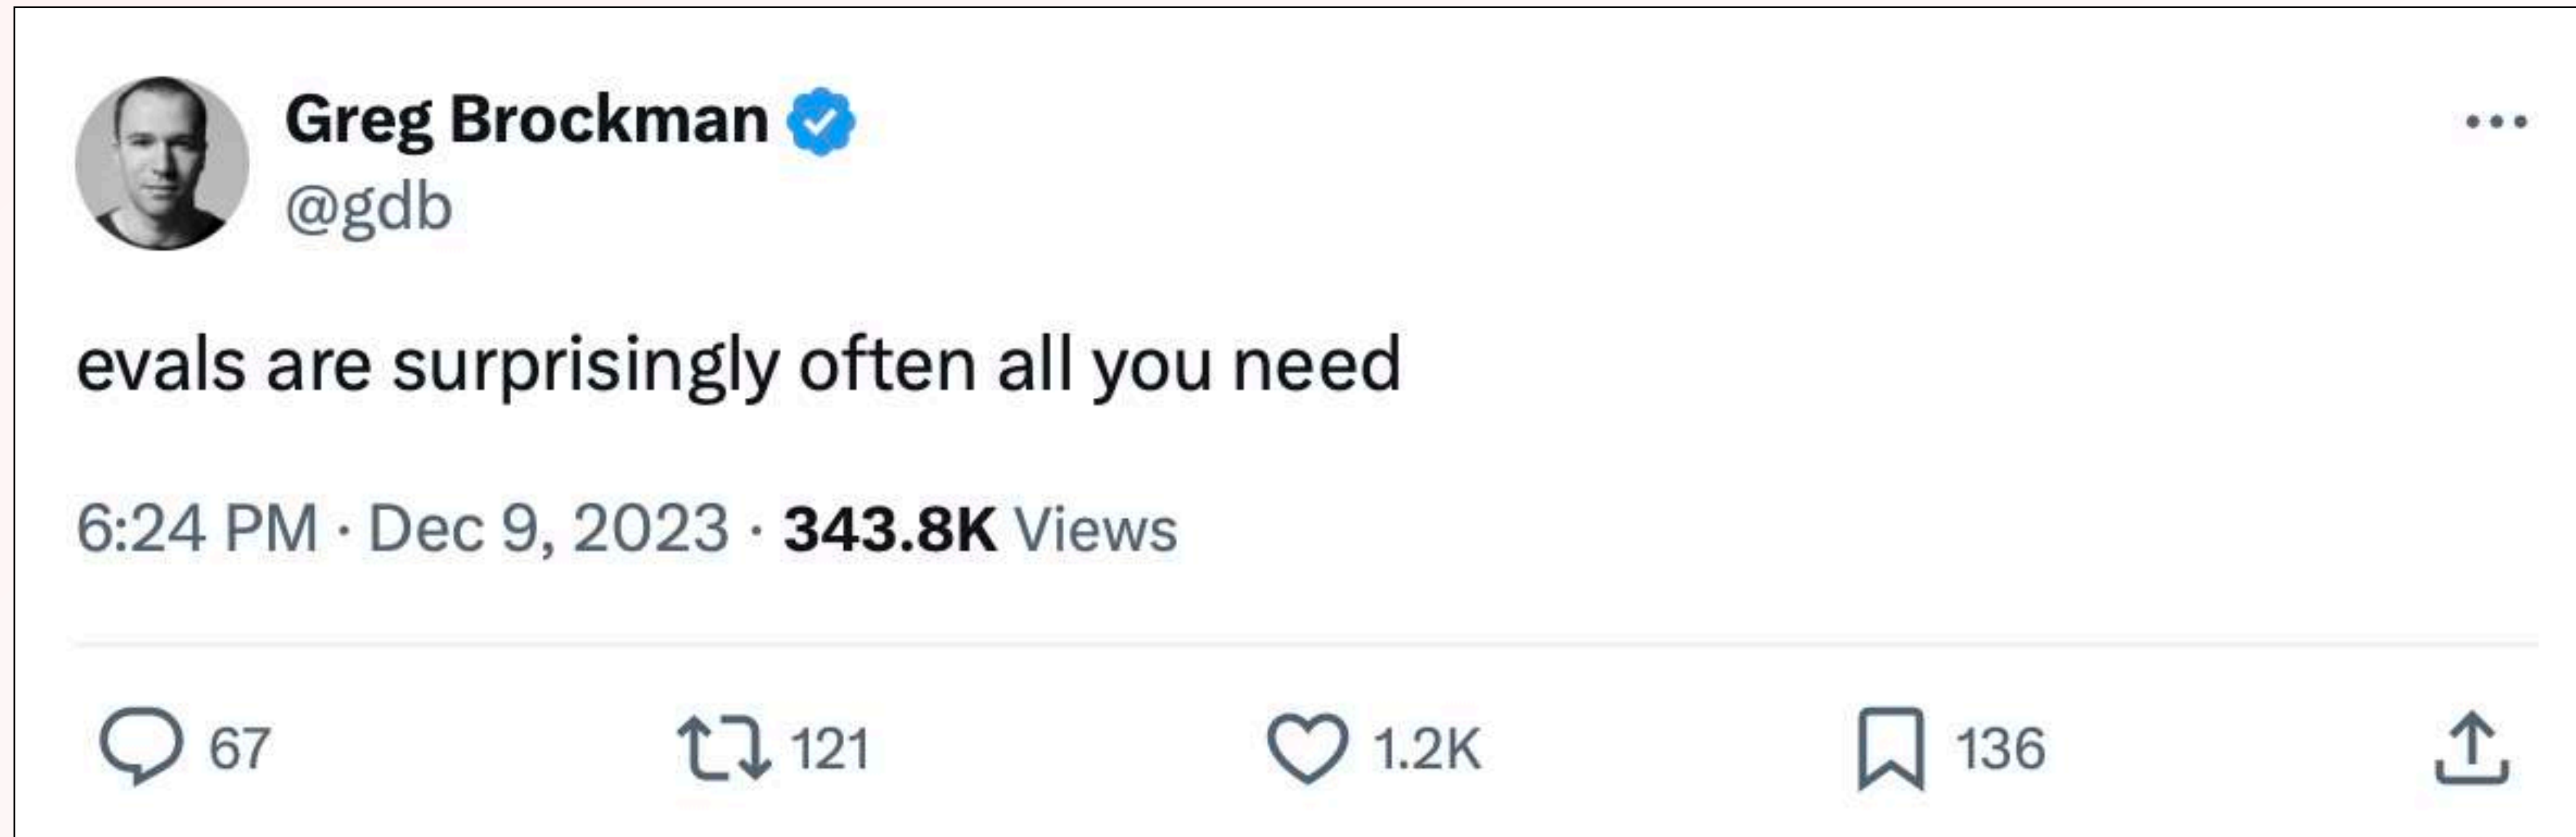 Greg Brockman
@gdb
evals are surprisingly often all you need
6:24 PM · Dec 9, 2023 · 343.8K Views
67 121 1.2K 136